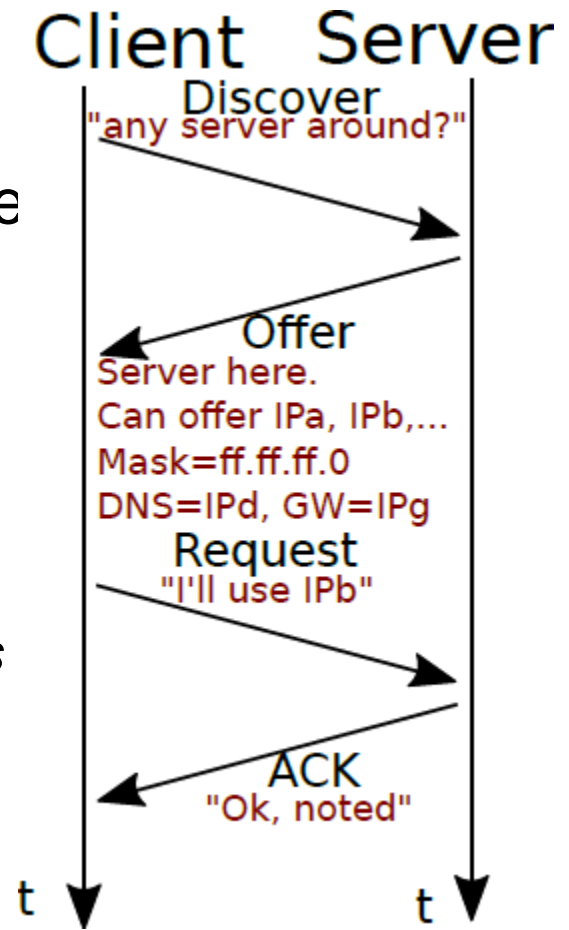 Client Server
Discover
"any server around?"
e
Offer
Server here.
Can offer IPa, IPb,...
Mask=ff.ff.ff.0
DNS=IPd, GW=IPg
Request
"I'll use IPb"
s
ACK
"Ok, noted"
t t